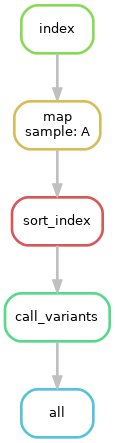 index
map
sample: A
sort_index
call_variants
all